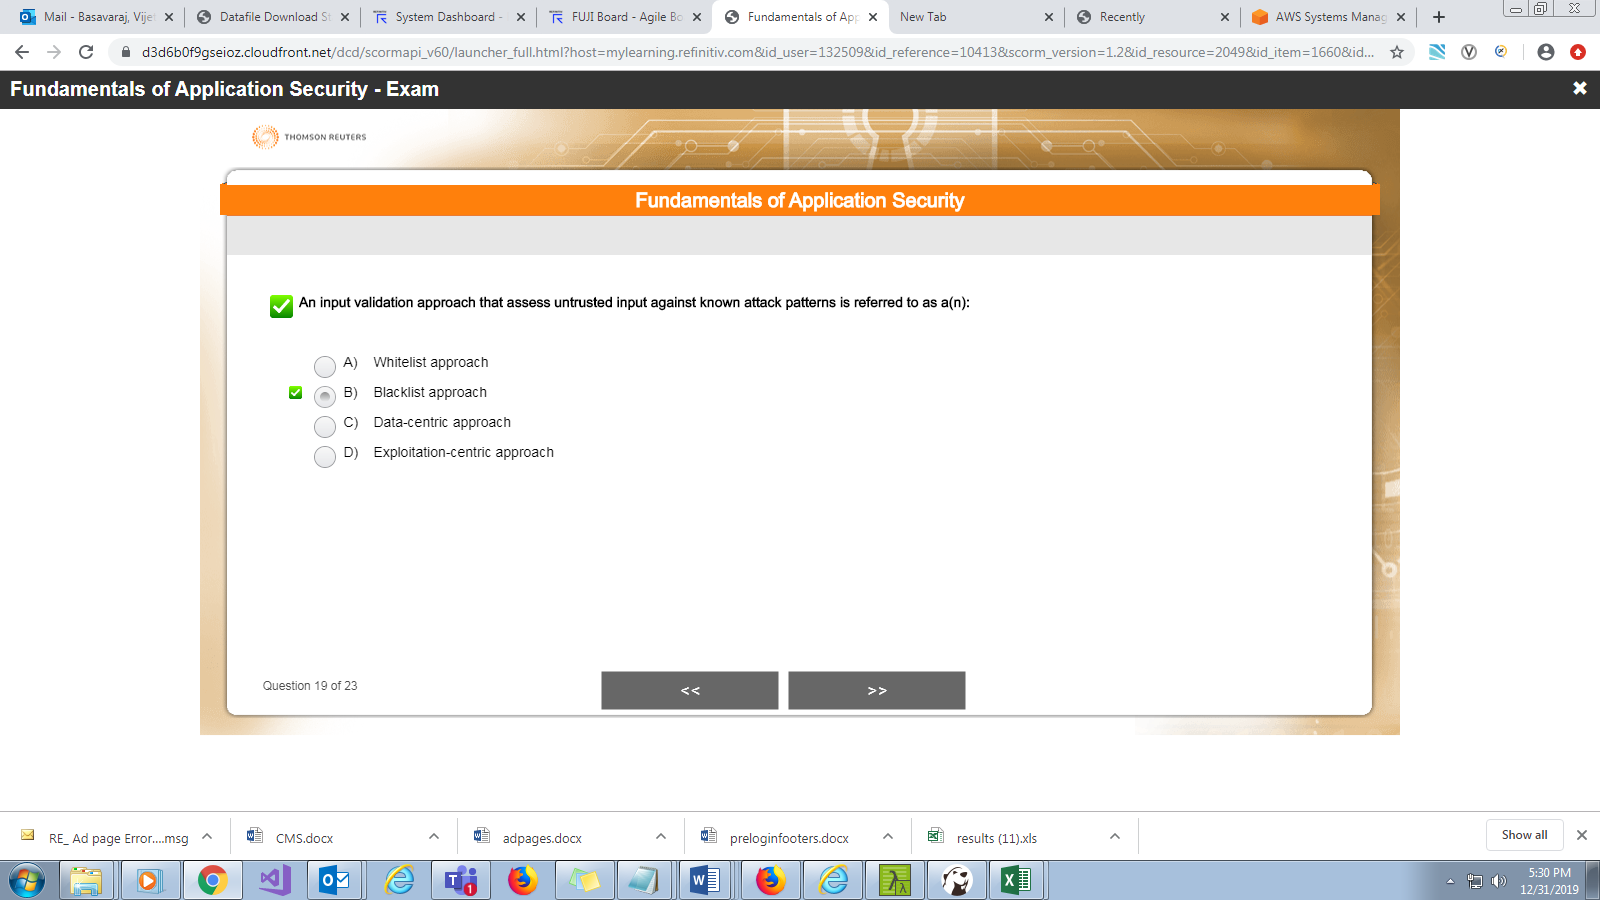 Mail - Basavaraj, Vijet
Datafile Download St
System Dashboard -
FUJI Board - Agile Bo
Fundamentals of App
New Tab
Recently
AWS Systems Manag
d3d6b0f9gseioz.cloudfront.net/dcd/scormapi_v60/launcher_full.html?host=mylearning.refinitiv.com&id_user=132509&id_reference=10413&scorm_version=1.2&id_resource=2049&id_item=1660&id...
Fundamentals of Application Security - Exam
THOMSON REUTERS
Fundamentals of Application Security
An input validation approach that assess untrusted input against known attack patterns is referred to as a(n):
A) Whitelist approach
B) Blacklist approach
C) Data-centric approach
D) Exploitation-centric approach
Question 19 of 23
<<
>>
RE_ Ad page Error....msg
CMS.docx
adpages.docx
preloginfooters.docx
results (11).xls
Show all
1
5:30 PM
12/31/2019